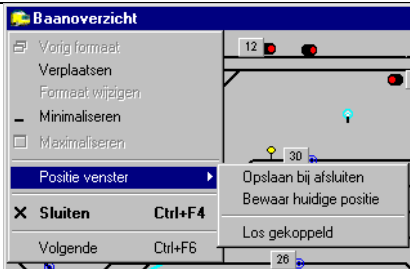 Baanoverzicht
Vorig formaat
Verplaatsen
Formaat wijzigen
Minimaliseren
Maximaliseren
Positie venster
Sluiten Ctrl+F4
Volgende Ctrl+F6
Opslaan bij afsluiten
Bewaar huidige positie
Los gekoppeld
12
30
26